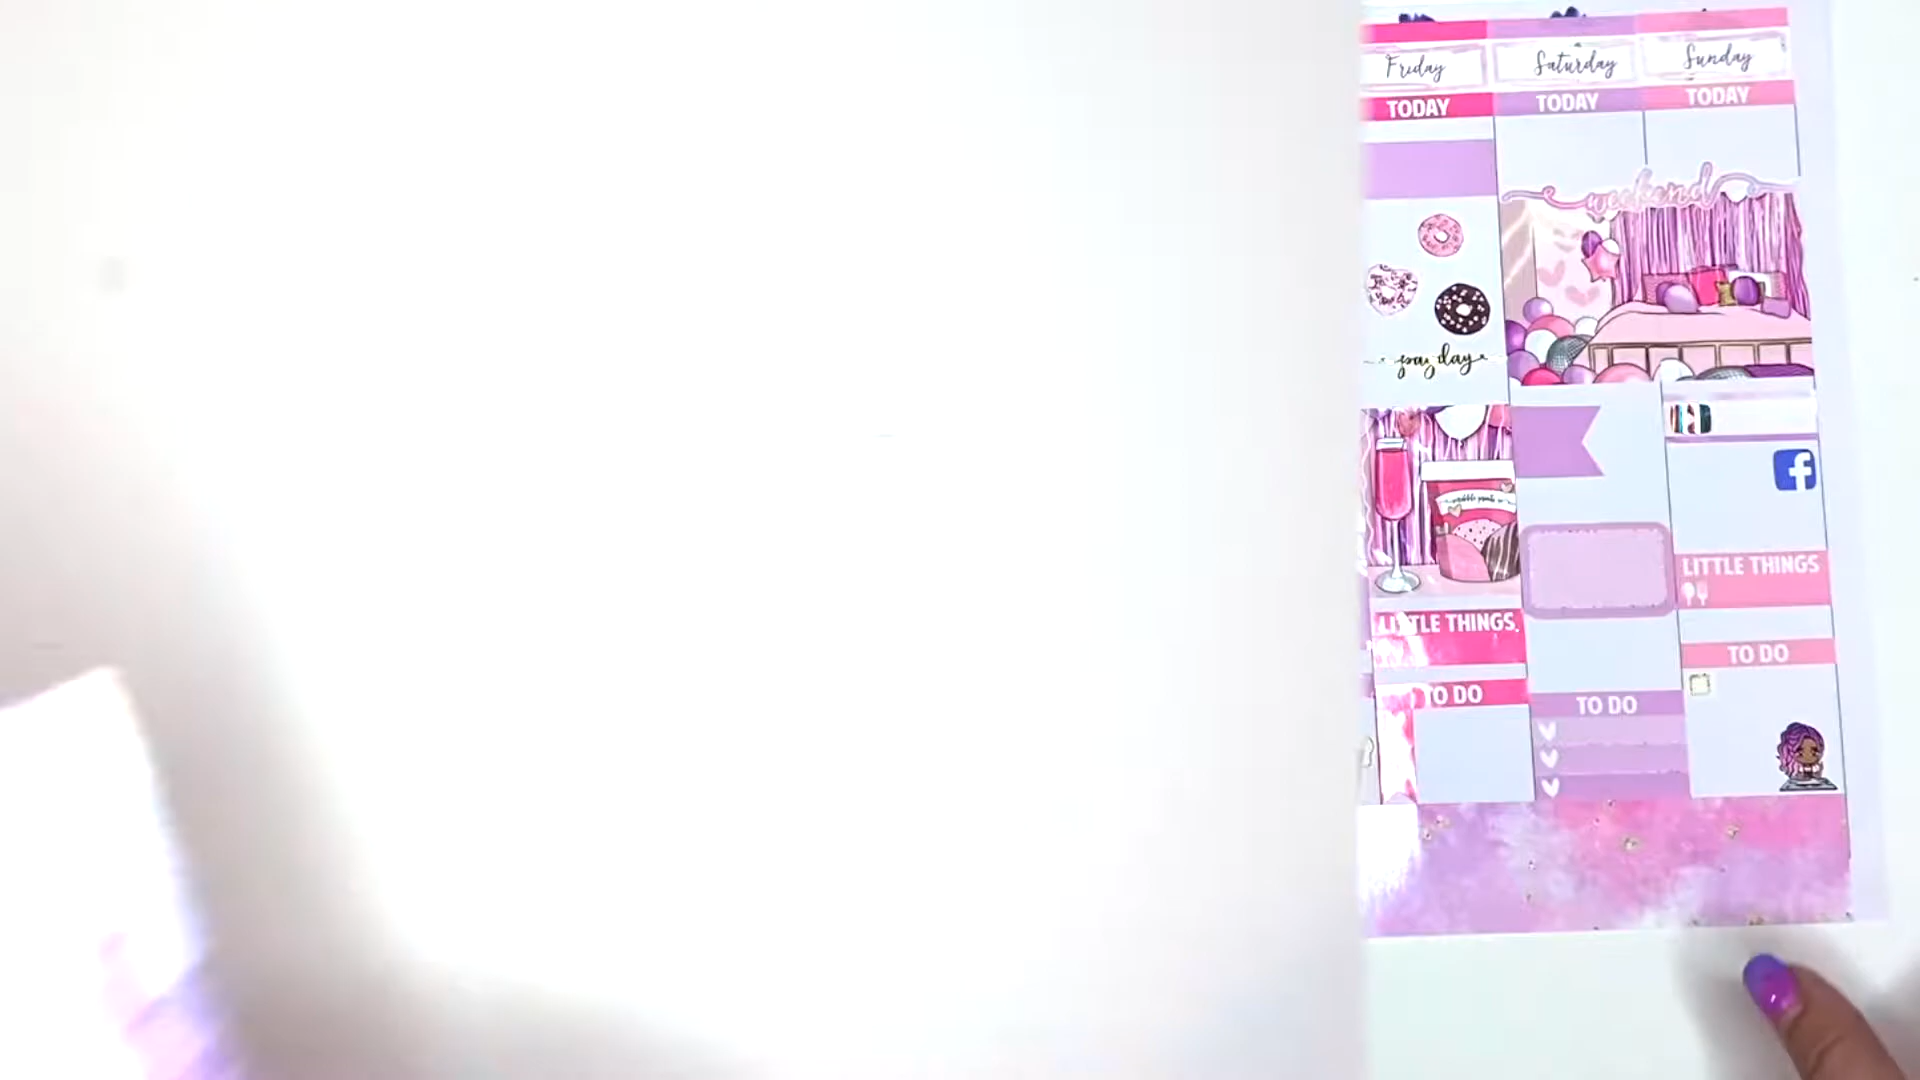 Friday Saturday Sunday
TODAY TODAY TODAY
weekend
pay day
f
LITTLE THINGS
LITTLE THINGS.
TO DO
TO DO
TO DO